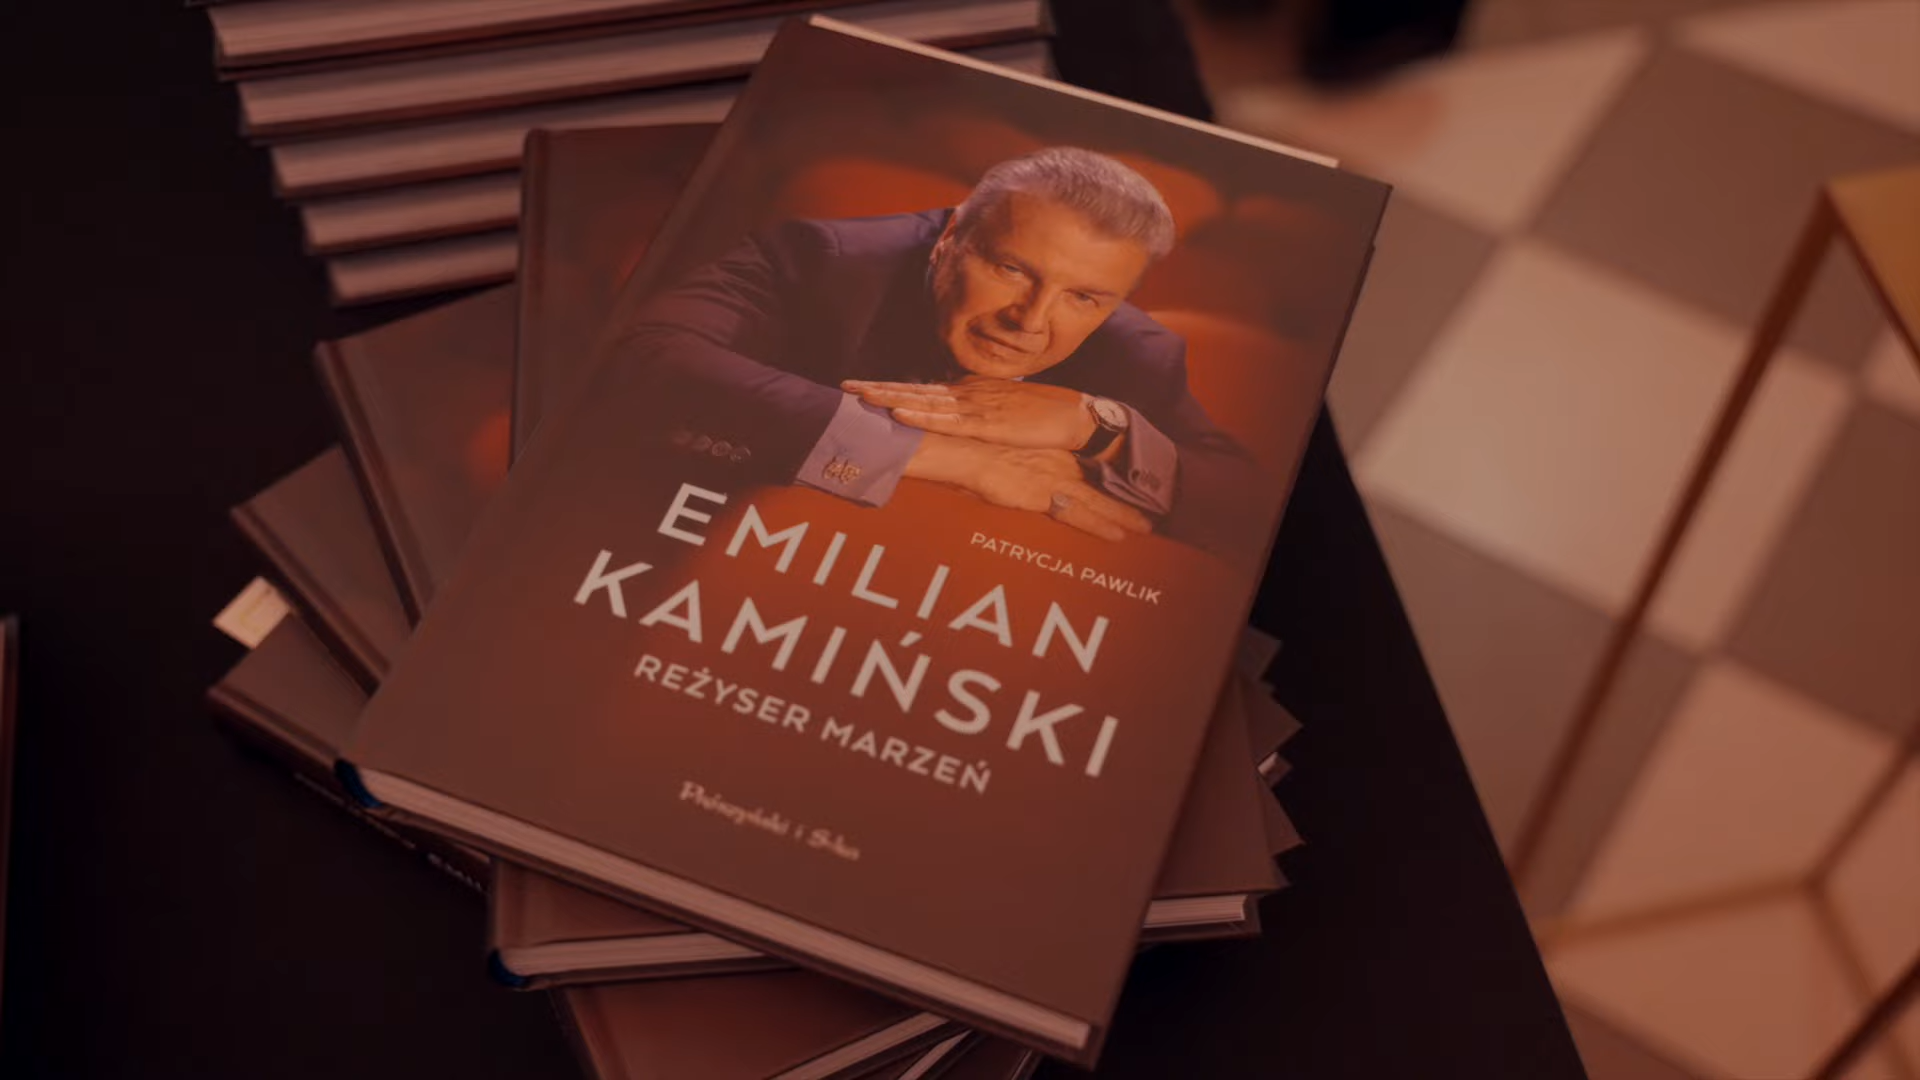 PATRYCJA PAWLIK
EMILIAN
KAMIŃSKI
REŻYSER MARZEŃ
Prószyński i S-ka